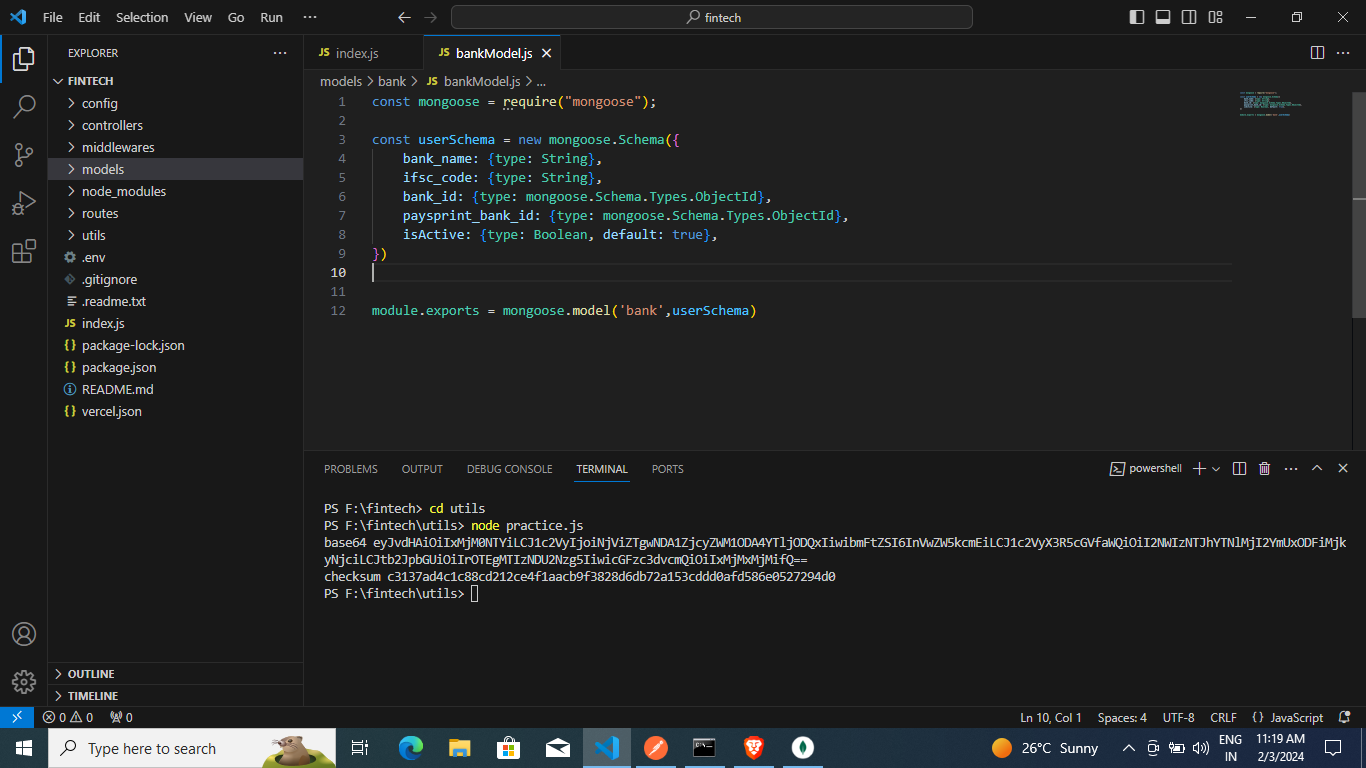 File Edit Selection View Go Run ··· fintech
EXPLORER ···
FINTECH
config
controllers
middlewares
models
node_modules
routes
utils
.env
.gitignore
.readme.txt
JS index.js
{} package-lock.json
{} package.json
README.md
{} vercel.json
OUTLINE
TIMELINE
JS index.js JS bankModel.js ···
models > bank > JS bankModel.js > ...
1 const mongoose = require("mongoose");
2
3 const userSchema = new mongoose.Schema({
4 bank_name: {type: String},
5 ifsc_code: {type: String},
6 bank_id: {type: mongoose.Schema.Types.ObjectId},
7 paysprint_bank_id: {type: mongoose.Schema.Types.ObjectId},
8 isActive: {type: Boolean, default: true},
9 })
10
11
12 module.exports = mongoose.model('bank',userSchema)
PROBLEMS OUTPUT DEBUG CONSOLE TERMINAL PORTS powershell ···
PS F:\fintech> cd utils
PS F:\fintech\utils> node practice.js
base64 eyJvdHAiOiIxMjM0NTYiLCJ1c2VyIjoiNjViZTgwNDA1ZjcyZWM1ODA4YTljODQxIiwibmFtZSI6InVwZW5kcmEiLCJ1c2VyX3R5cGVfaWQiOiI2NWIzNTJhYTNlMjI2YmUxODFiMjk
yNjciLCJtb2JpbGUiOiIrOTEgMTIzNDU2Nzg5IiwicGFzc3dvcmQiOiIxMjMxMjMifQ==
checksum c3137ad4c1c88cd212ce4f1aacb9f3828d6db72a153cddd0afd586e0527294d0
PS F:\fintech\utils>
0 0 0 Ln 10, Col 1 Spaces: 4 UTF-8 CRLF {} JavaScript
Type here to search 26°C Sunny ENG 11:19 AM
IN 2/3/2024